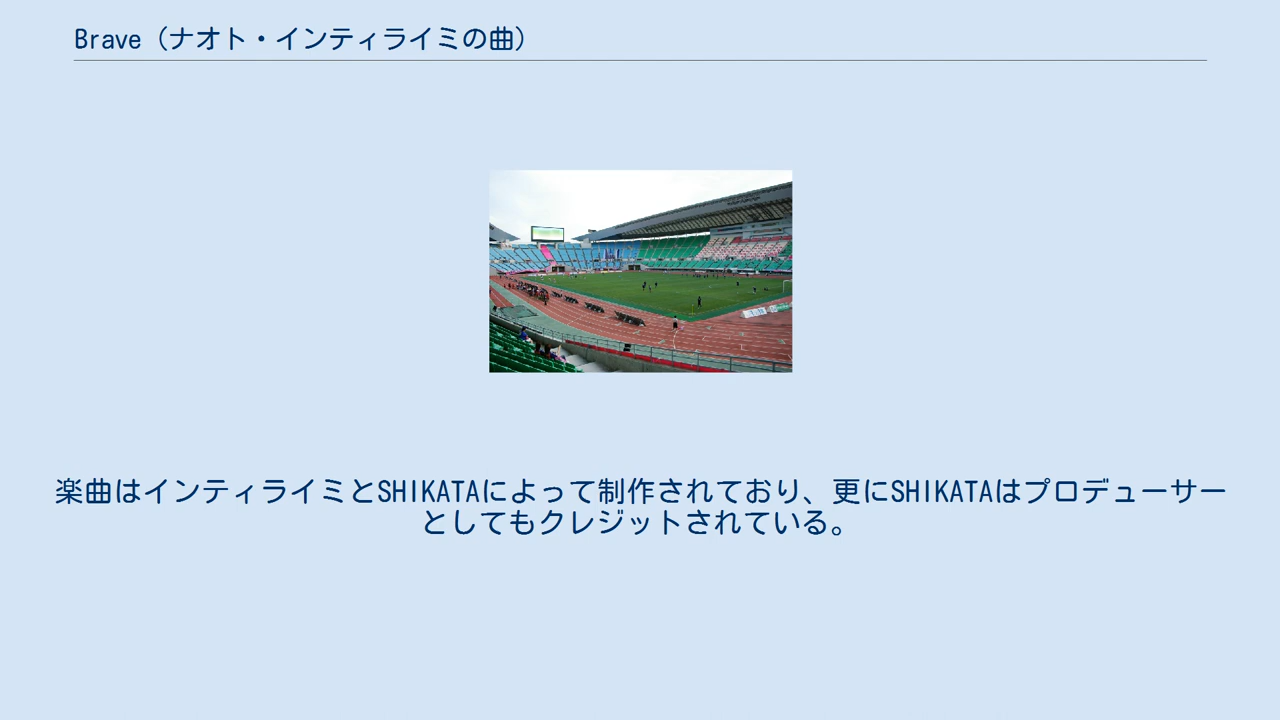 Brave（ナオト・インティライミの曲）
楽曲はインティライミとSHIKATAによって制作されており、更にSHIKATAはプロデューサー
としてもクレジットされている。